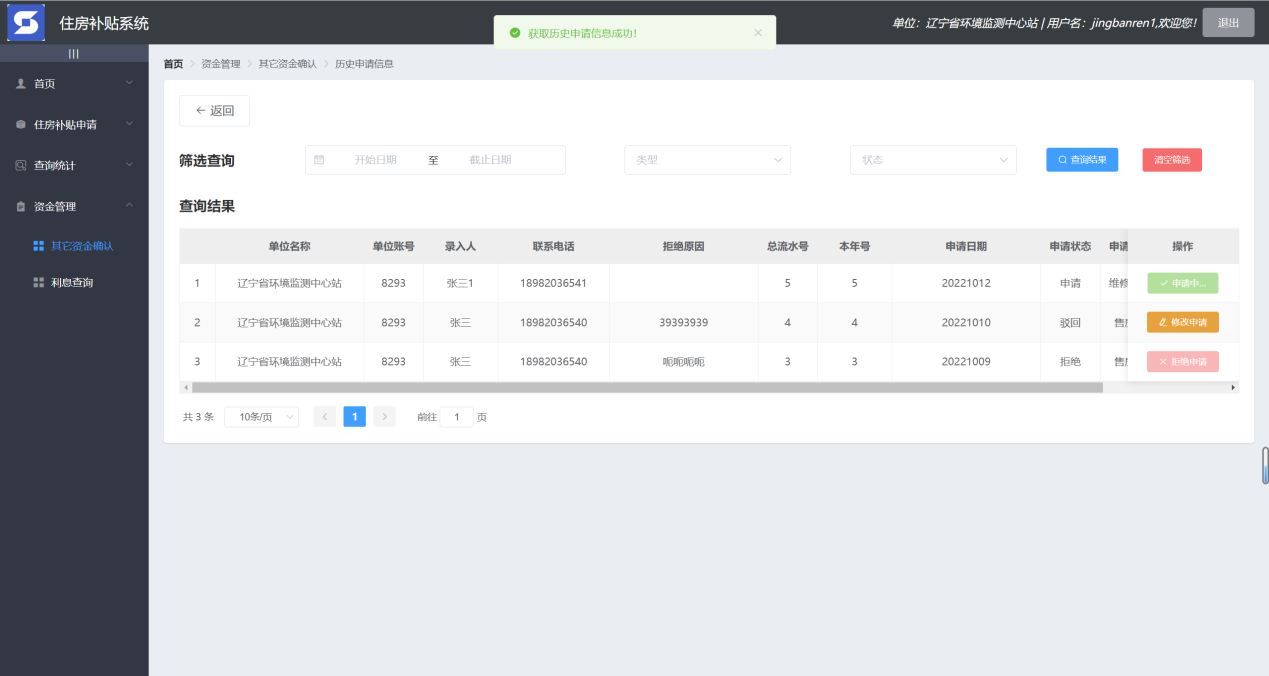 住房补贴系统
获取历史申请信息成功!
单位：辽宁省环境监测中心站 | 用户名：jingbanren1,欢迎您!
退出
首页
住房补贴申请
查询统计
资金管理
其它资金确认
利息查询
首页 > 资金管理 > 其它资金确认 > 历史申请信息
返回
筛选查询 开始日期 至 截止日期 类型 状态 查询结果 清空筛选
查询结果
单位名称 单位账号 录入人 联系电话 拒绝原因 总流水号 本年号 申请日期 申请状态 申请 操作
1 辽宁省环境监测中心站 8293 张三1 18982036541 5 5 20221012 申请 维修 申请中...
2 辽宁省环境监测中心站 8293 张三 18982036540 39393939 4 4 20221010 驳回 售 修改申请
3 辽宁省环境监测中心站 8293 张三 18982036540 呃呃呃呃 3 3 20221009 拒绝 售 拒绝申请
共 3 条 10条/页 1 前往 1 页